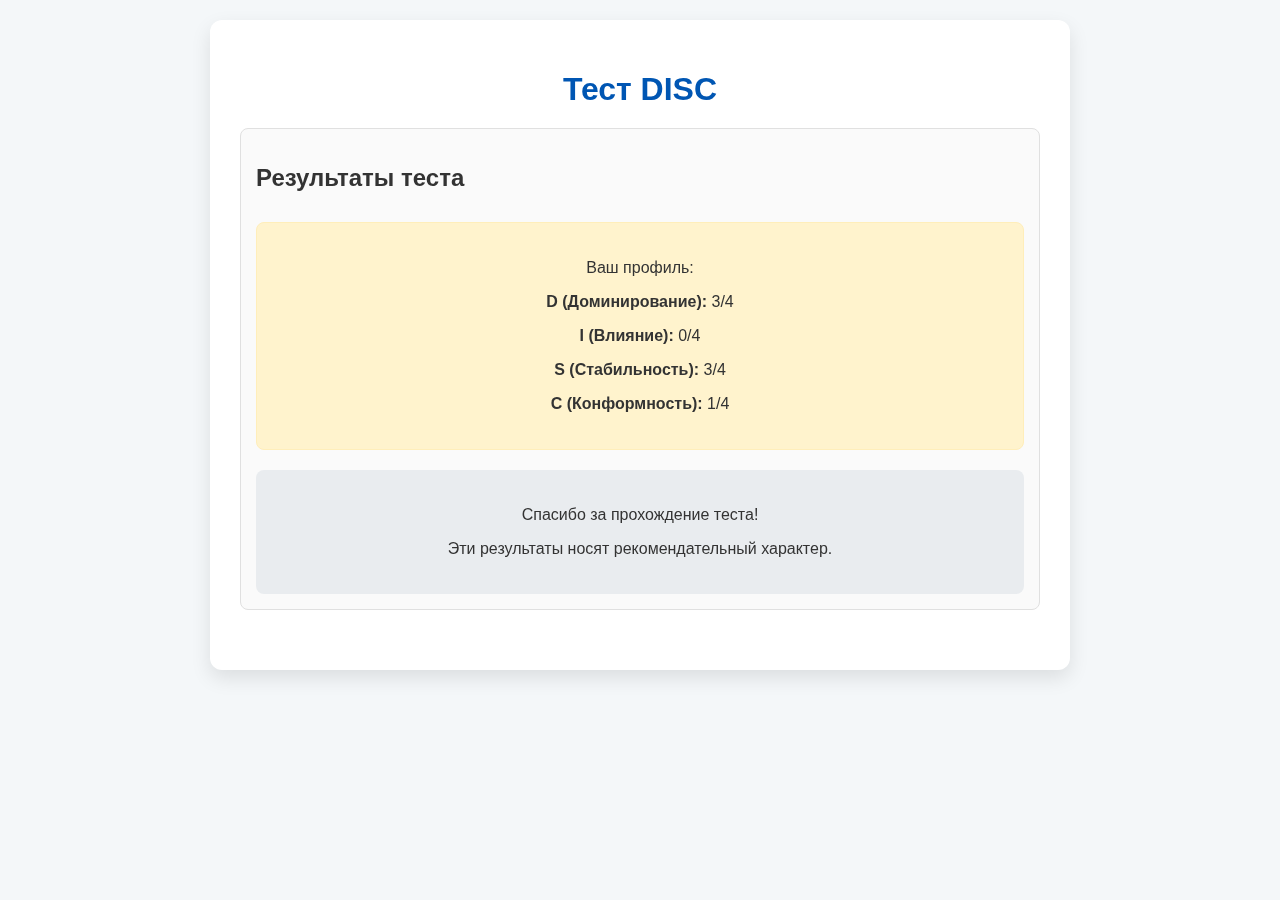 Тест DISC
Результаты теста
Ваш профиль:
D (Доминирование): 3/4
I (Влияние): 0/4
S (Стабильность): 3/4
C (Конформность): 1/4
Спасибо за прохождение теста!
Эти результаты носят рекомендательный характер.